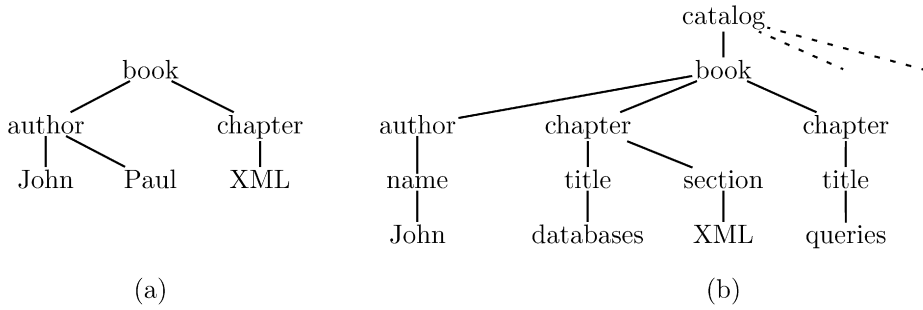 catalog
book
book
author
chapter
author
chapter
chapter
John
Paul
XML
name
title
section
title
John
databases
XML
queries
(a)
(b)